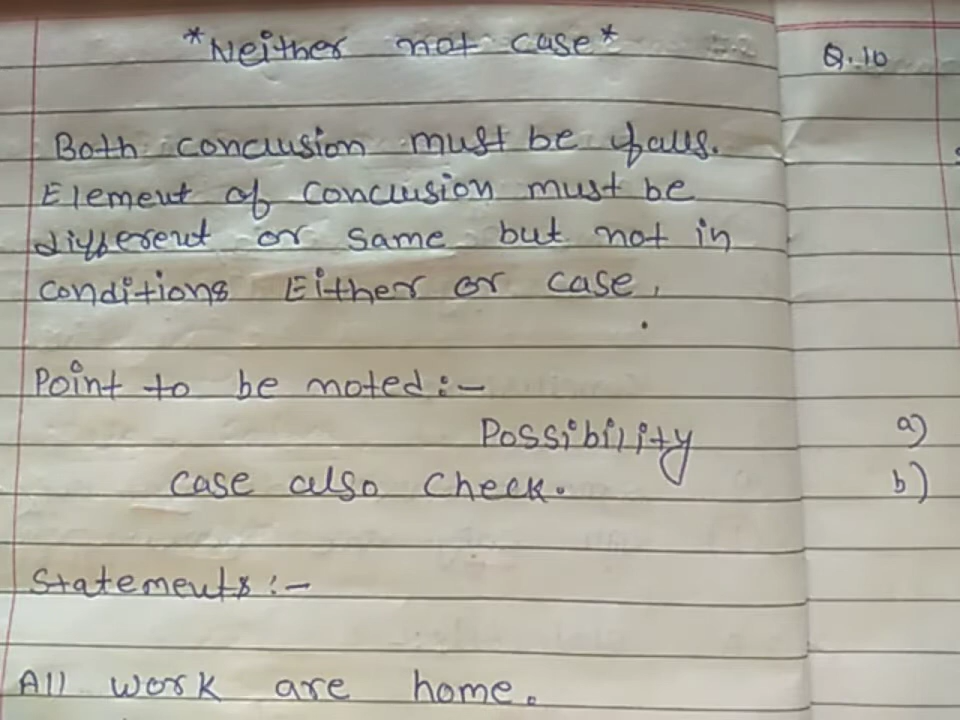 *Neither not case*
Q.10
Both conclusion must be falls.
Element of conclusion must be
different or same but not in
conditions Either or case.
Point to be noted:-
Possibility
case also check.
a)
b)
Statements:-
All work are home.